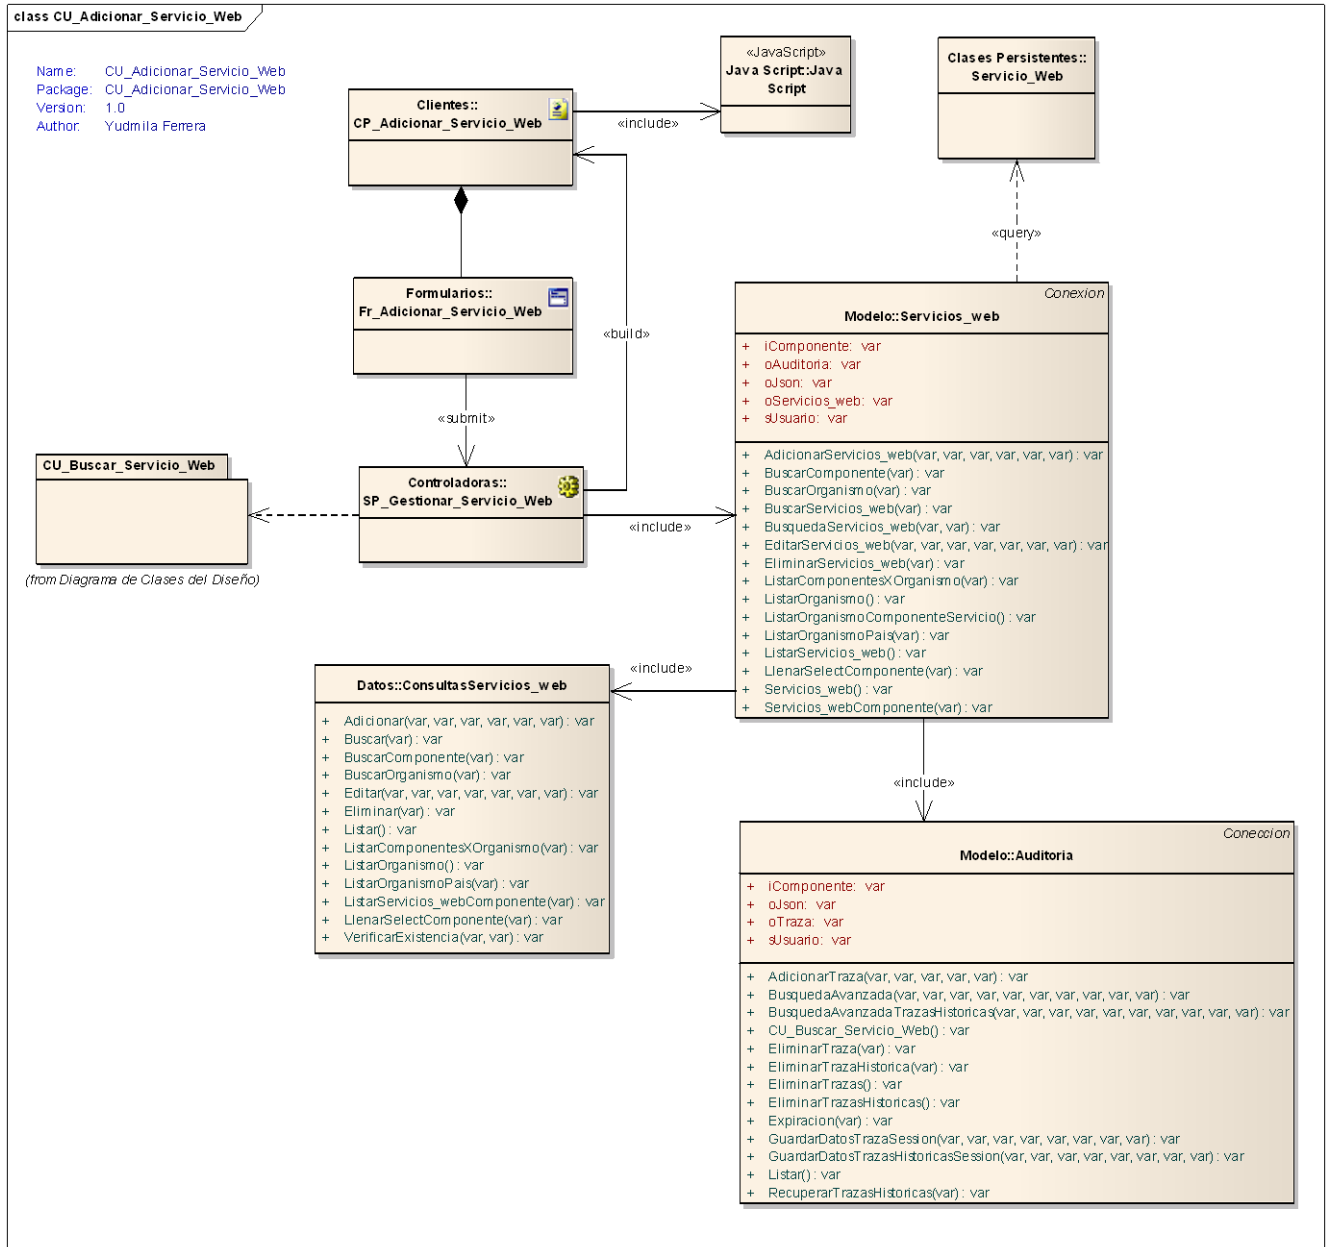 class CU_Adicionar_Servicio_Web
Name: CU_Adicionar_Servicio_Web
Package: CU_Adicionar_Servicio_Web
Version: 1.0
Author: Yudmila Ferrera
Clientes::
CP_Adicionar_Servicio_Web
«include»
«JavaScript»
Java Script::Java
Script
Clases Persistentes::
Servicio_Web
«query»
Formularios::
Fr_Adicionar_Servicio_Web
«build»
«submit»
CU_Buscar_Servicio_Web
(from Diagrama de Clases del Diseño)
Controladoras::
SP_Gestionar_Servicio_Web
«include»
Conexion
Modelo::Servicios_web
+ iComponente: var
+ oAuditoria: var
+ oJson: var
+ oServicios_web: var
+ sUsuario: var
+ AdicionarServicios_web(var, var, var, var, var, var) : var
+ BuscarComponente(var) : var
+ BuscarOrganismo(var) : var
+ BuscarServicios_web(var) : var
+ BusquedaServicios_web(var, var) : var
+ EditarServicios_web(var, var, var, var, var, var, var) : var
+ EliminarServicios_web(var) : var
+ ListarComponentesXOrganismo(var) : var
+ ListarOrganismo() : var
+ ListarOrganismoComponenteServicio() : var
+ ListarOrganismoPais(var) : var
+ ListarServicios_web() : var
+ LlenarSelectComponente(var) : var
+ Servicios_web() : var
+ Servicios_webComponente(var) : var
«include»
Datos::ConsultasServicios_web
+ Adicionar(var, var, var, var, var, var) : var
+ Buscar(var) : var
+ BuscarComponente(var) : var
+ BuscarOrganismo(var) : var
+ Editar(var, var, var, var, var, var, var) : var
+ Eliminar(var) : var
+ Listar() : var
+ ListarComponentesXOrganismo(var) : var
+ ListarOrganismo() : var
+ ListarOrganismoPais(var) : var
+ ListarServicios_webComponente(var) : var
+ LlenarSelectComponente(var) : var
+ VerificarExistencia(var, var) : var
«include»
Coneccion
Modelo::Auditoria
+ iComponente: var
+ oJson: var
+ oTraza: var
+ sUsuario: var
+ AdicionarTraza(var, var, var, var, var) : var
+ BusquedaAvanzada(var, var, var, var, var, var, var, var, var, var) : var
+ BusquedaAvanzadaTrazasHistoricas(var, var, var, var, var, var, var, var, var, var) : var
+ CU_Buscar_Servicio_Web() : var
+ EliminarTraza(var) : var
+ EliminarTrazaHistorica(var) : var
+ EliminarTrazas() : var
+ EliminarTrazasHistoricas() : var
+ Expiracion(var) : var
+ GuardarDatosTrazaSession(var, var, var, var, var, var, var, var) : var
+ GuardarDatosTrazasHistoricasSession(var, var, var, var, var, var, var, var) : var
+ Listar() : var
+ RecuperarTrazasHistoricas(var) : var